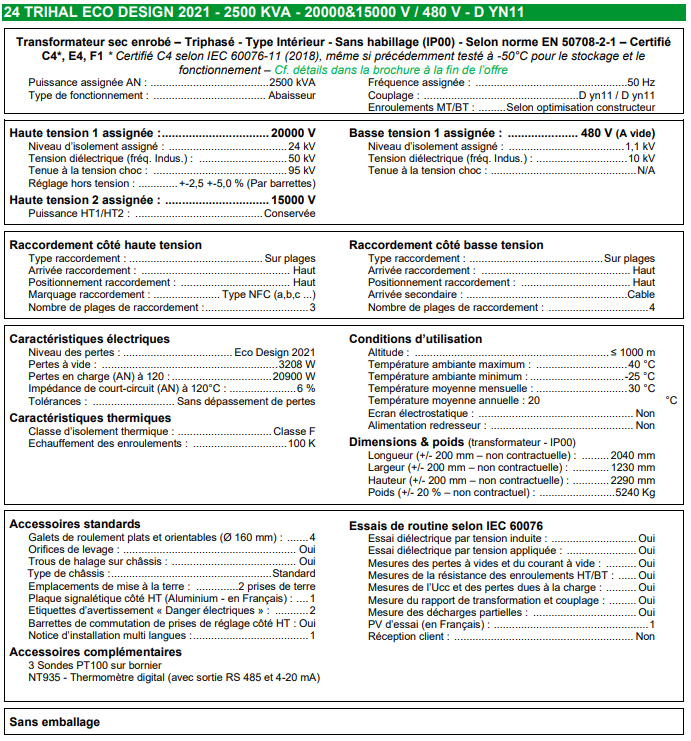 24 TRIHAL ECO DESIGN 2021 - 2500 KVA - 20000&15000 V / 480 V - D YN11
Transformateur sec enrobé – Triphasé - Type Intérieur - Sans habillage (IP00) - Selon norme EN 50708-2-1 – Certifié
C4*, E4, F1 * Certifié C4 selon IEC 60076-11 (2018), même si précédemment testé à -50°C pour le stockage et le
fonctionnement – Cf. détails dans la brochure à la fin de l'offre
Puissance assignée AN : ................................2500 kVA
Type de fonctionnement : ...............................Abaisseur
Fréquence assignée : ................................50 Hz
Couplage : ................................D yn11 / D yn11
Enroulements MT/BT : .........Selon optimisation constructeur
Haute tension 1 assignée :................................ 20000 V
Niveau d'isolement assigné : ................................24 kV
Tension diélectrique (fréq. Indus.) : ................................50 kV
Tenue à la tension choc : ................................95 kV
Réglage hors tension : ............+-2,5 +-5,0 % (Par barrettes)
Haute tension 2 assignée : ................................ 15000 V
Puissance HT1/HT2 : ................................Conservée
Basse tension 1 assignée : ..................... 480 V (A vide)
Niveau d'isolement assigné : ................................1,1 kV
Tension diélectrique (fréq. Indus.) : ................................10 kV
Tenue à la tension choc : ................................N/A
Raccordement côté haute tension
Type raccordement : ................................Sur plages
Arrivée raccordement : ................................ Haut
Positionnement raccordement : ................................ Haut
Marquage raccordement : .................... Type NFC (a,b,c ...)
Nombre de plages de raccordement :................................3
Raccordement côté basse tension
Type raccordement : ................................Sur plages
Arrivée raccordement : ................................ Haut
Positionnement raccordement : ................................ Haut
Arrivée secondaire : ................................Cable
Nombre de plages de raccordement : ................................4
Caractéristiques électriques
Niveau des pertes : ................................Eco Design 2021
Pertes à vide : ................................3208 W
Pertes en charge (AN) à 120 : ................................20900 W
Impédance de court-circuit (AN) à 120°C : ......................6 %
Tolérances : ........................ Sans dépassement de pertes
Caractéristiques thermiques
Classe d'isolement thermique : ................................Classe F
Echauffement des enroulements : ................................100 K
Conditions d'utilisation
Altitude : ................................≤ 1000 m
Température ambiante maximum : ................................40 °C
Température ambiante minimum : ................................-25 °C
Température moyenne mensuelle : ................................30 °C
Température moyenne annuelle : 20 °C
Ecran électrostatique : ................................ Non
Alimentation redresseur : ................................ Non
Dimensions & poids (transformateur - IP00)
Longueur (+/- 200 mm – non contractuelle) : ..........2040 mm
Largeur (+/- 200 mm – non contractuelle) : ............1230 mm
Hauteur (+/- 200 mm – non contractuelle) : ............2290 mm
Poids (+/- 20 % – non contractuel) : ........................5240 Kg
Accessoires standards
Galets de roulement plats et orientables (Ø 160 mm) : .......4
Orifices de levage : ................................ Oui
Trous de halage sur châssis : ................................ Oui
Type de châssis : ................................Standard
Emplacements de mise à la terre : ...............2 prises de terre
Plaque signalétique côté HT (Aluminium - en Français) : ....1
Etiquettes d'avertissement « Danger électriques » : ............2
Barrettes de commutation de prises de réglage côté HT : Oui
Notice d'installation multi langues :................................1
Accessoires complémentaires
3 Sondes PT100 sur bornier
NT935 - Thermomètre digital (avec sortie RS 485 et 4-20 mA)
Essais de routine selon IEC 60076
Essai diélectrique par tension induite : ........................ Oui
Essai diélectrique par tension appliquée : .................... Oui
Mesures des pertes à vides et du courant à vide : ......... Oui
Mesures de la résistance des enroulements HT/BT : ...... Oui
Mesures de l'Ucc et des pertes dues à la charge : ......... Oui
Mesure du rapport de transformation et couplage : ......... Oui
Mesure des décharges partielles : ................................ Oui
PV d'essai (en Français) : ................................1
Réception client : ................................ Non
Sans emballage